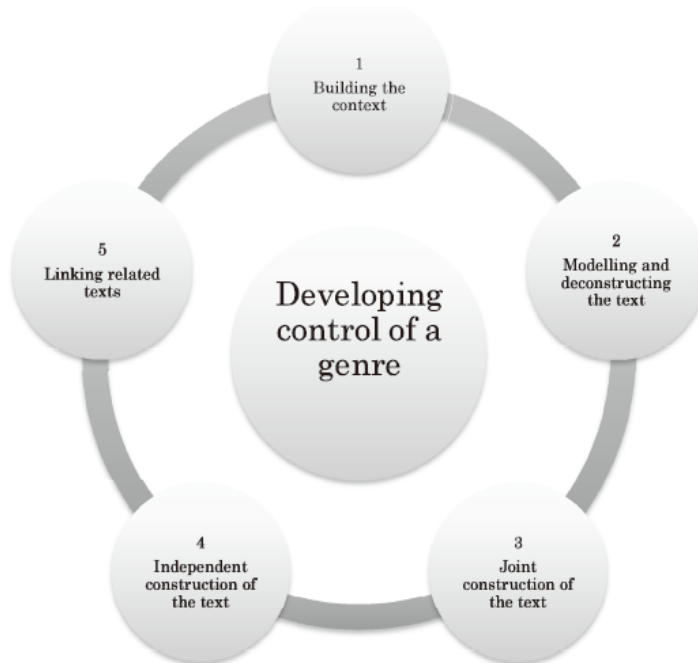 1
Building the
context
2
Modelling and
deconstructing
the text
3
Joint
construction of
the text
4
Independent
construction of
the text
5
Linking related
texts
Developing
control of a
genre